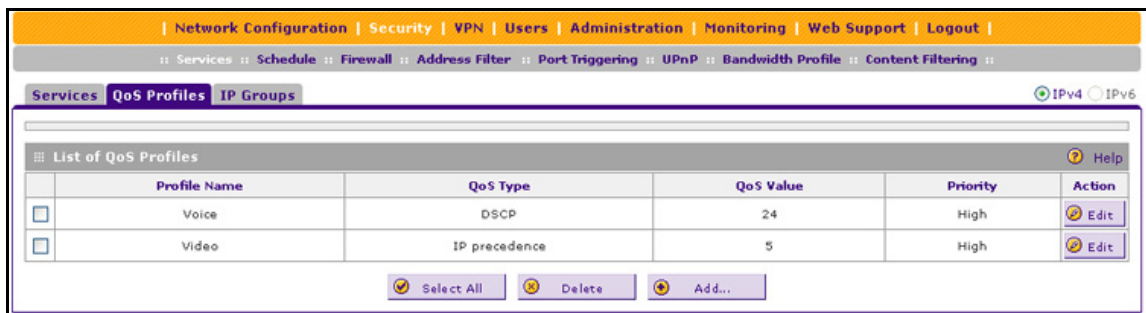 | Network Configuration | Security | VPN | Users | Administration | Monitoring | Web Support | Logout |
:: Services :: Schedule :: Firewall :: Address Filter :: Port Triggering :: UPnP :: Bandwidth Profile :: Content Filtering ::
Services QoS Profiles IP Groups IPv4 IPv6
List of QoS Profiles Help
Profile Name QoS Type QoS Value Priority Action
Voice DSCP 24 High Edit
Video IP precedence 5 High Edit
Select All Delete Add...